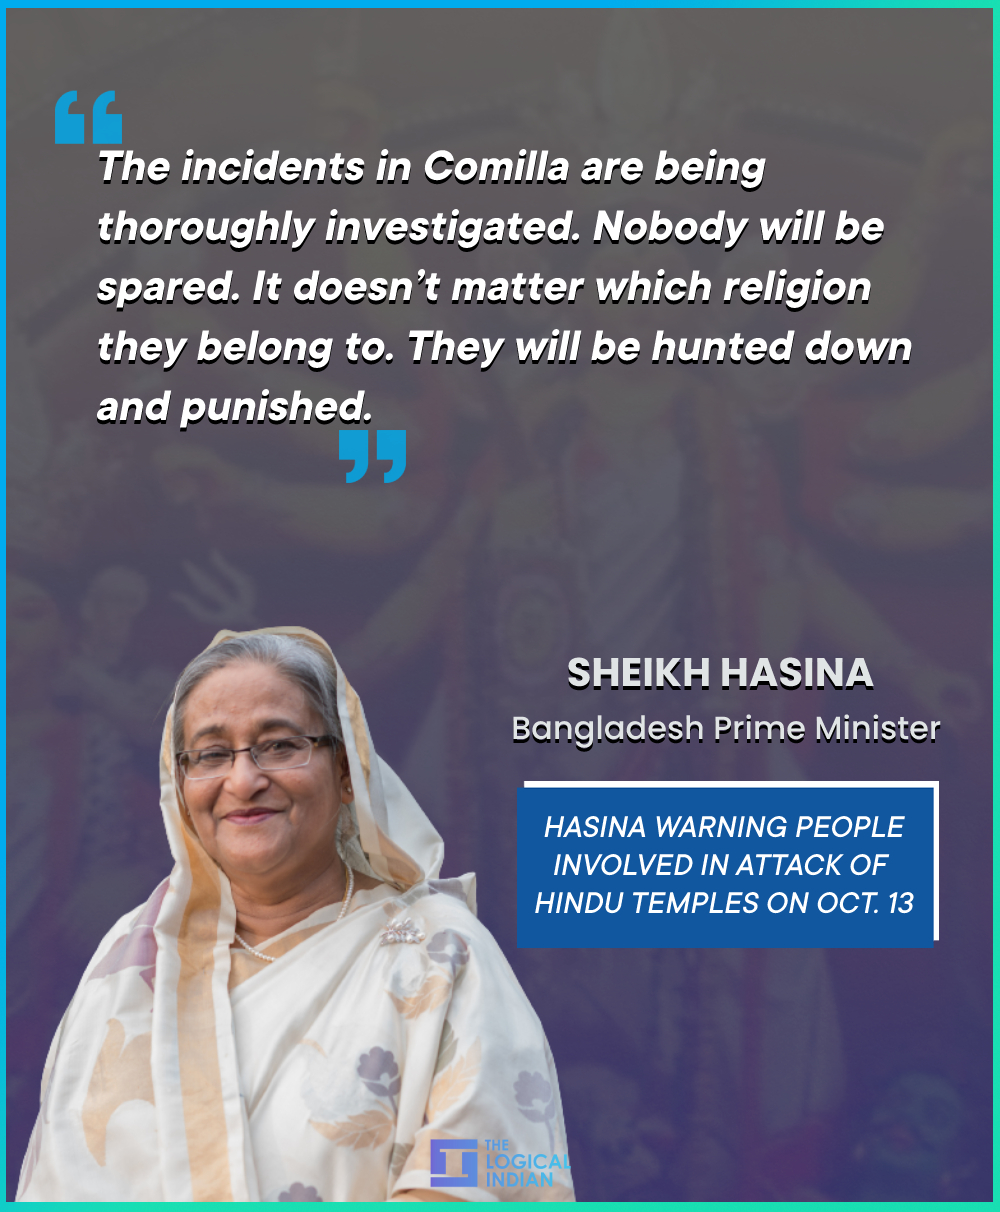 “
The incidents in Comilla are being
thoroughly investigated. Nobody will be
spared. It doesn’t matter which religion
they belong to. They will be hunted down
and punished.
”
SHEIKH HASINA
Bangladesh Prime Minister
HASINA WARNING PEOPLE
INVOLVED IN ATTACK OF
HINDU TEMPLES ON OCT. 13
THE
LOGICAL
INDIAN